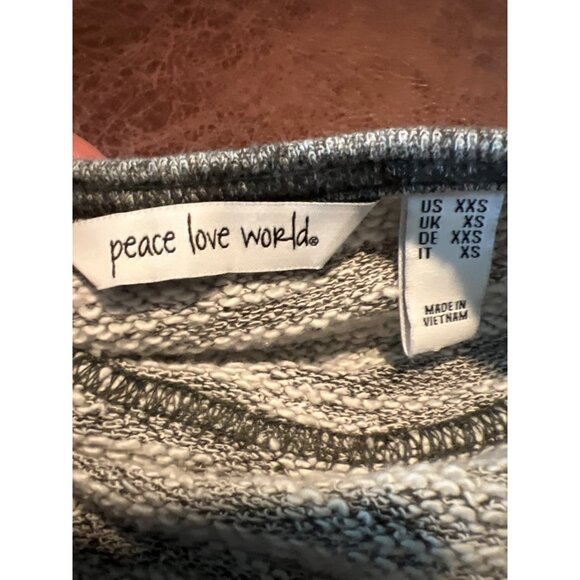 peace love world®
US XXS
UK XS
DE XXS
IT XS
MADE IN
VIETNAM